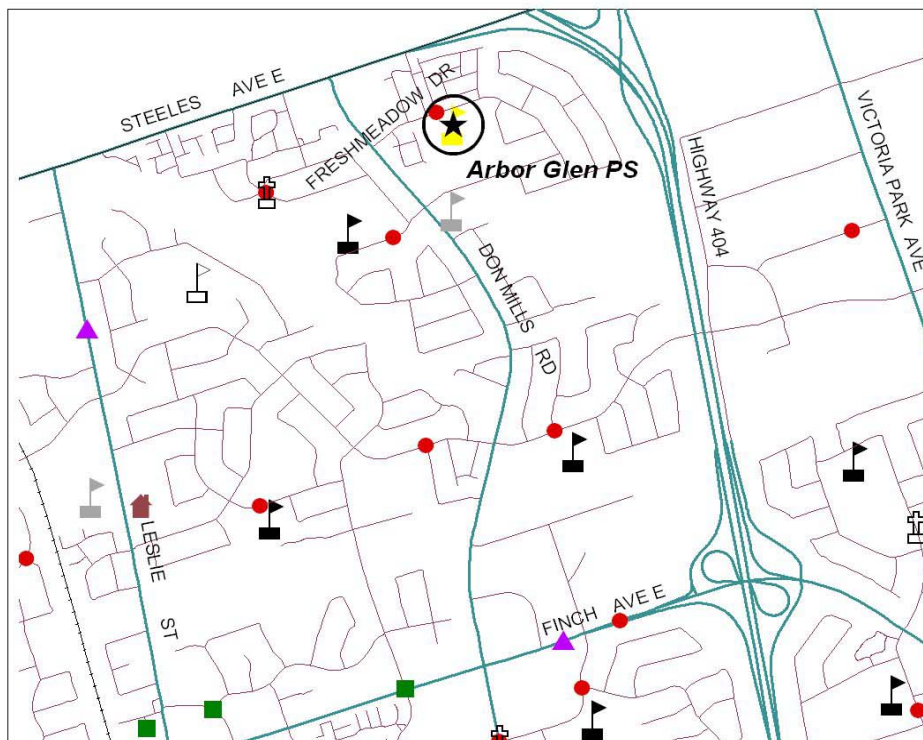 STEELES AVE E
FRESHMEADOW DR
Arbor Glen PS
HIGHWAY 404
VICTORIA PARK AVE
DON MILLS RD
LESLIE ST
FINCH AVE E